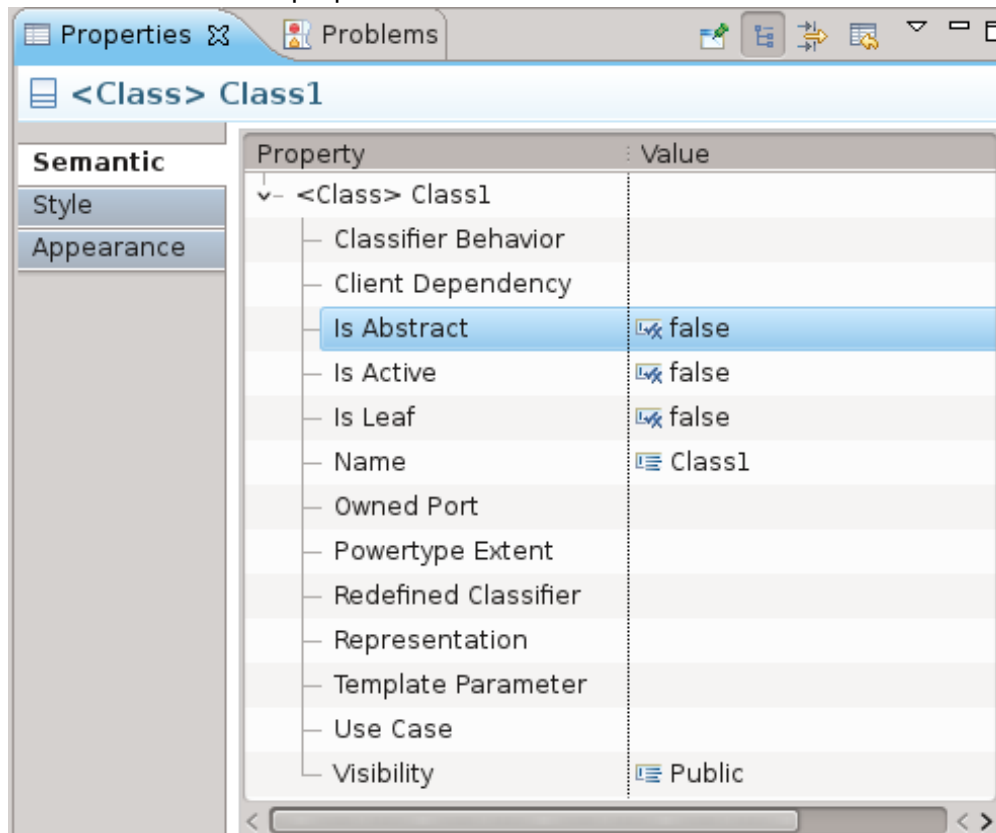 Properties Problems
<Class> Class1
Semantic
Style
Appearance
Property Value
<Class> Class1
Classifier Behavior
Client Dependency
Is Abstract false
Is Active false
Is Leaf false
Name Class1
Owned Port
Powertype Extent
Redefined Classifier
Representation
Template Parameter
Use Case
Visibility Public